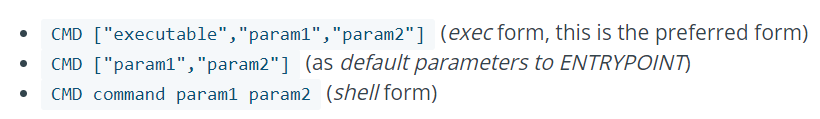 • CMD ["executable","param1","param2"] (exec form, this is the preferred form)
• CMD ["param1","param2"] (as default parameters to ENTRYPOINT)
• CMD command param1 param2 (shell form)